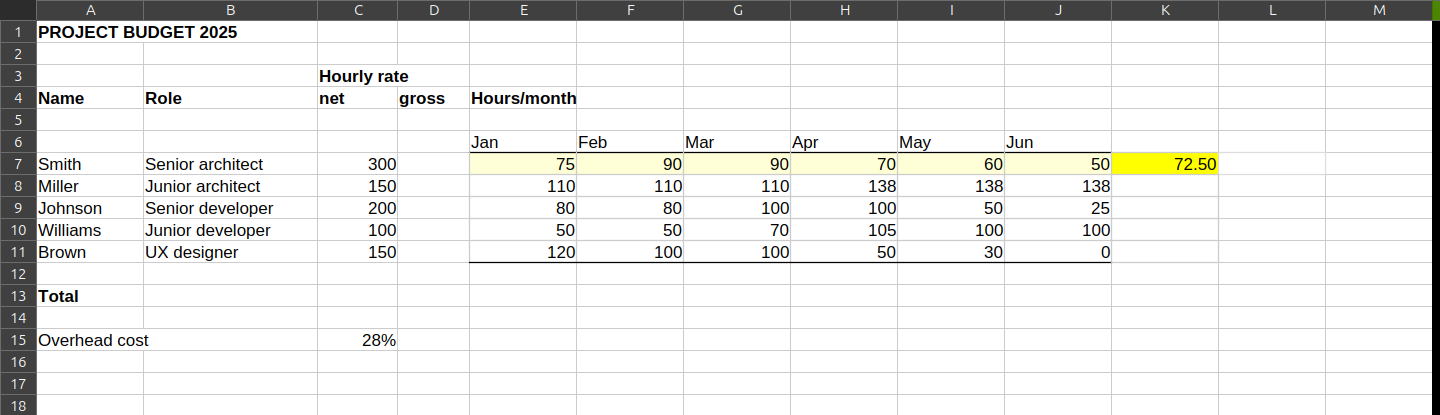 A B C D E F G H I J K L M
1 PROJECT BUDGET 2025
2
3 Hourly rate
4 Name Role net gross Hours/month
5
6 Jan Feb Mar Apr May Jun
7 Smith Senior architect 300 75 90 90 70 60 50 72.50
8 Miller Junior architect 150 110 110 110 138 138 138
9 Johnson Senior developer 200 80 80 100 100 50 25
10 Williams Junior developer 100 50 50 70 105 100 100
11 Brown UX designer 150 120 100 100 50 30 0
12
13 Total
14
15 Overhead cost 28%
16
17
18